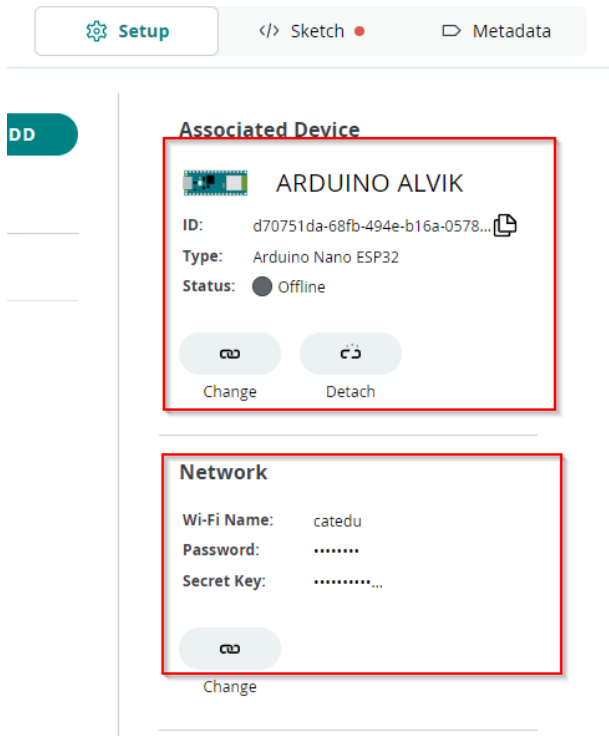 Setup
</> Sketch
Metadata
DD
Associated Device
ARDUINO ALVIK
ID: d70751da-68fb-494e-b16a-0578...
Type: Arduino Nano ESP32
Status: Offline
Change Detach
Network
Wi-Fi Name: catedu
Password: ••••••••
Secret Key: ••••••••••...
Change